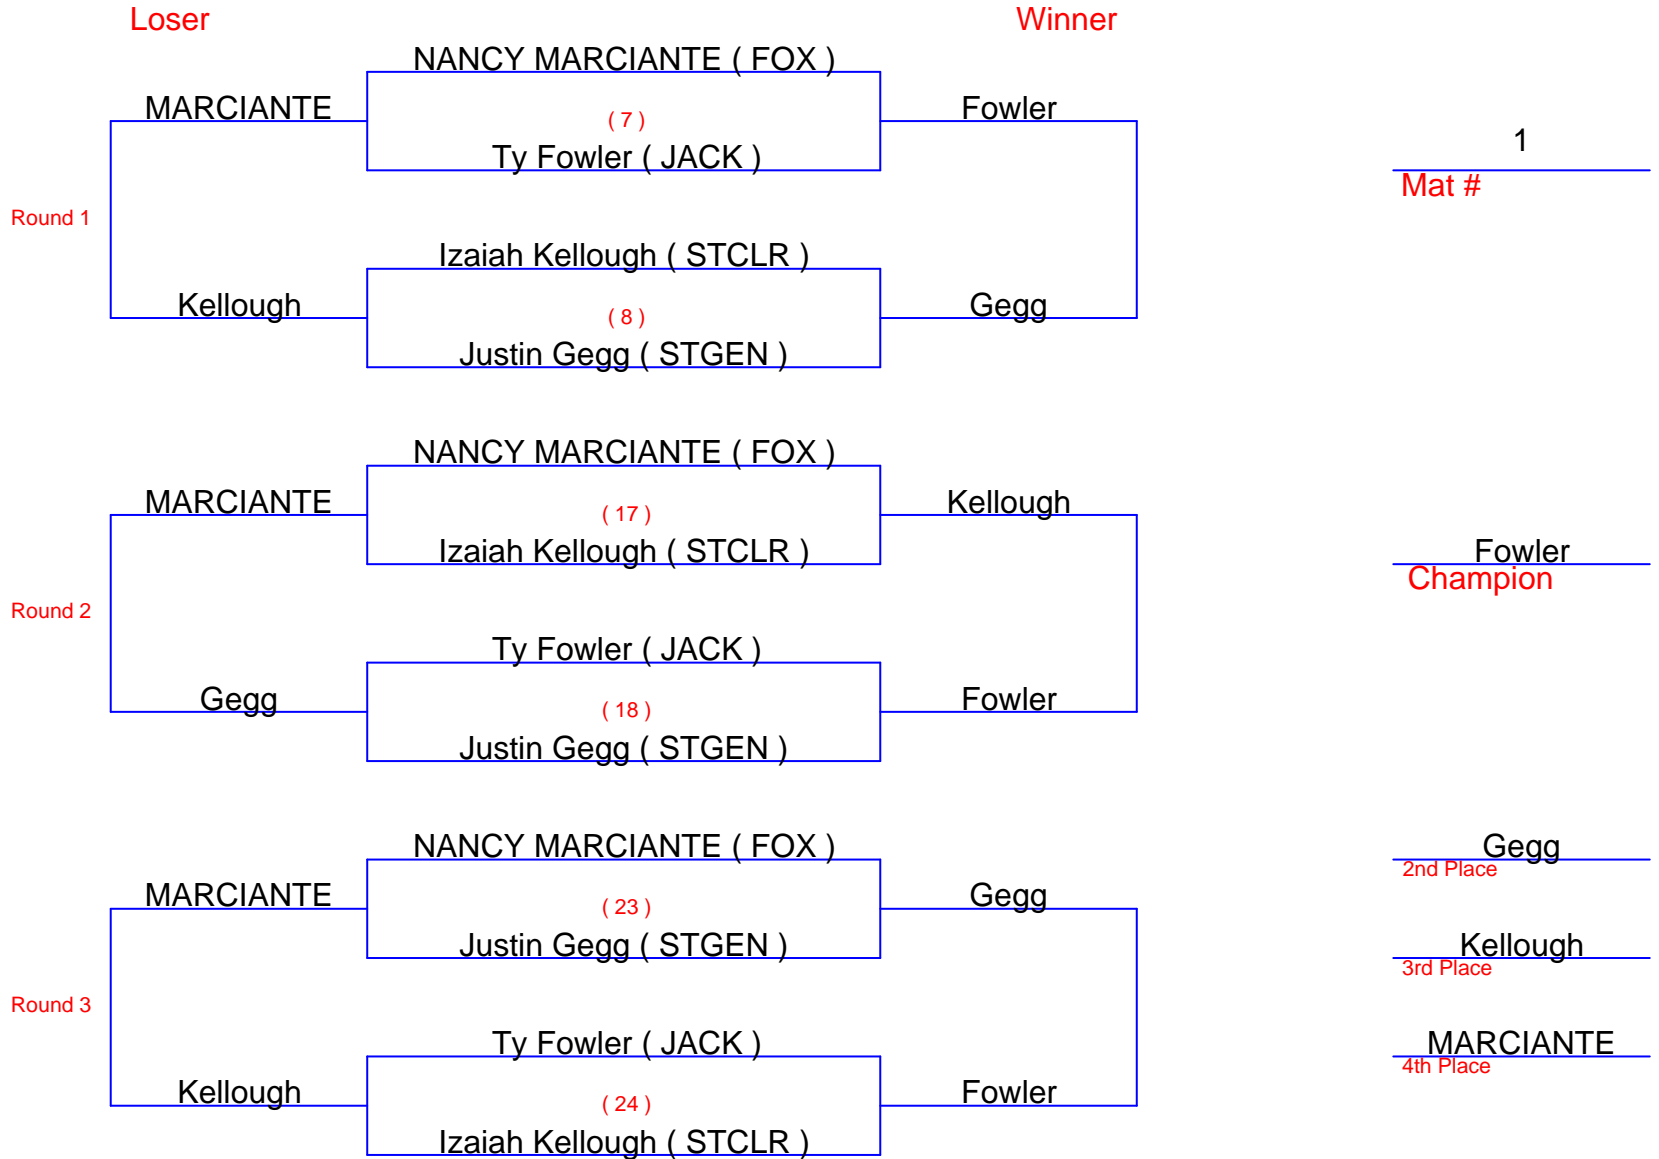 Loser Winner
NANCY MARCIANTE ( FOX )
MARCIANTE ( 7 ) Fowler
Ty Fowler ( JACK )
1
Mat #
Round 1
Izaiah Kellough ( STCLR )
Kellough ( 8 ) Gegg
Justin Gegg ( STGEN )
NANCY MARCIANTE ( FOX )
MARCIANTE ( 17 ) Kellough
Izaiah Kellough ( STCLR )
Fowler
Champion
Round 2
Ty Fowler ( JACK )
Gegg ( 18 ) Fowler
Justin Gegg ( STGEN )
NANCY MARCIANTE ( FOX )
Gegg
2nd Place
MARCIANTE ( 23 ) Gegg
Justin Gegg ( STGEN )
Kellough
3rd Place
Round 3
Ty Fowler ( JACK )
MARCIANTE
4th Place
Kellough ( 24 ) Fowler
Izaiah Kellough ( STCLR )